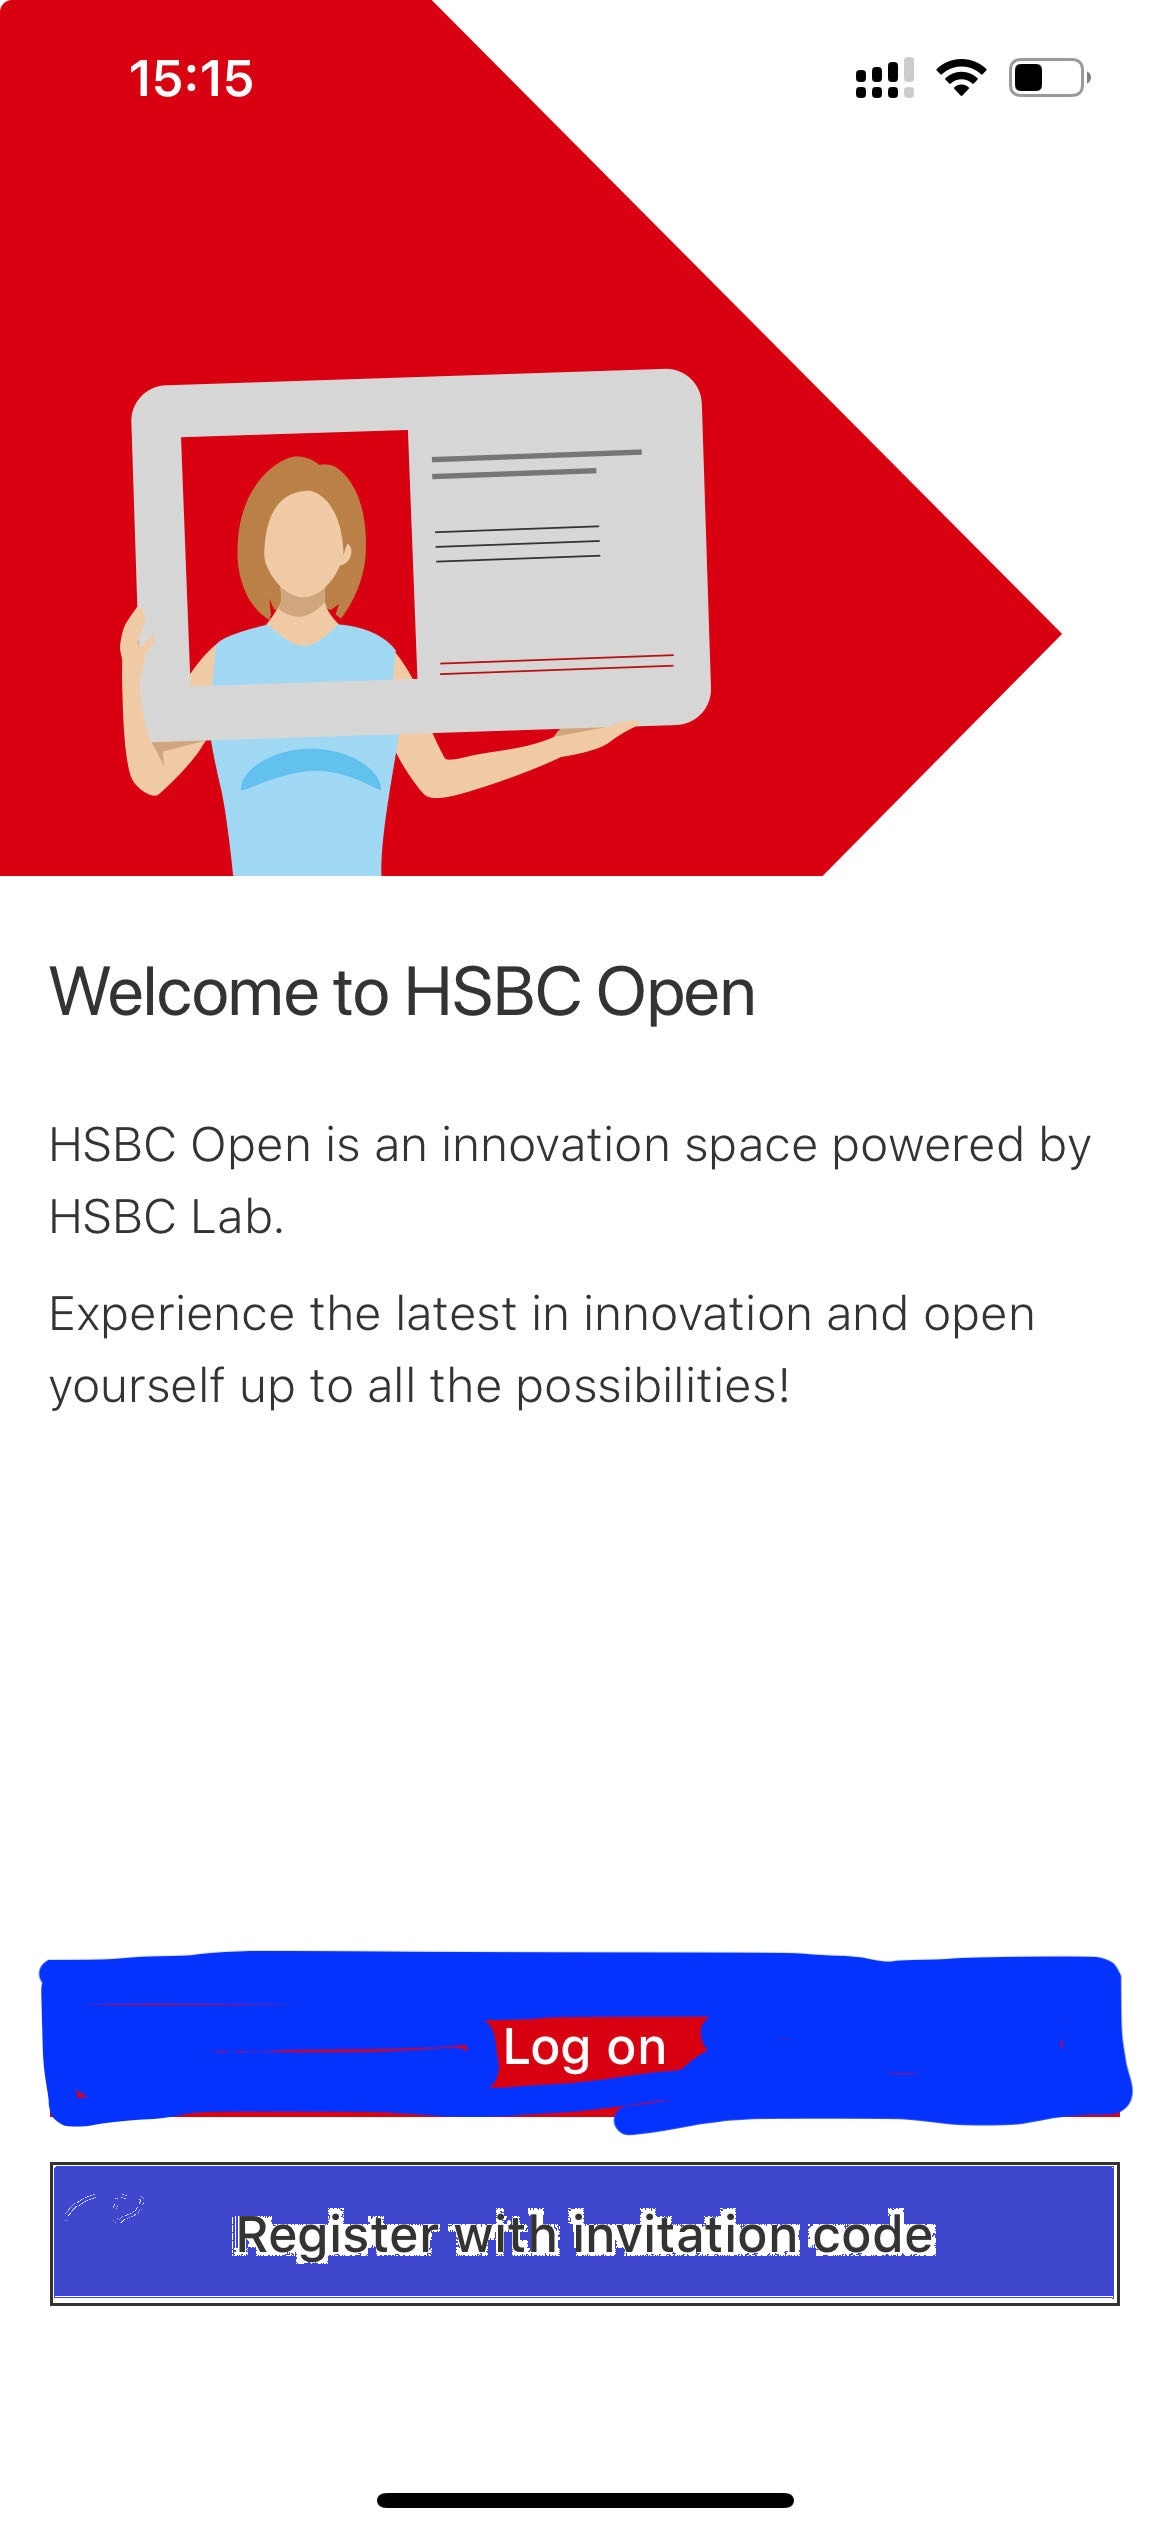 15:15
Welcome to HSBC Open
HSBC Open is an innovation space powered by
HSBC Lab.
Experience the latest in innovation and open
yourself up to all the possibilities!
Log on
Register with invitation code